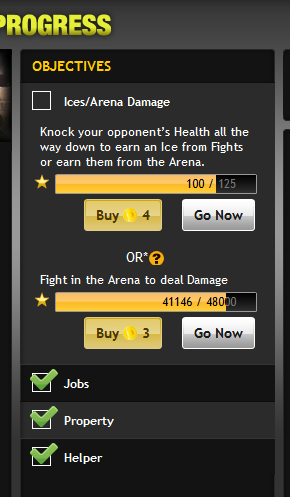 PROGRESS
OBJECTIVES
Ices/Arena Damage
Knock your opponent's Health all the
way down to earn an Ice from Fights
or earn them from the Arena.
100 / 125
Buy 4 Go Now
OR*?
Fight in the Arena to deal Damage
41146 / 48000
Buy 3 Go Now
Jobs
Property
Helper